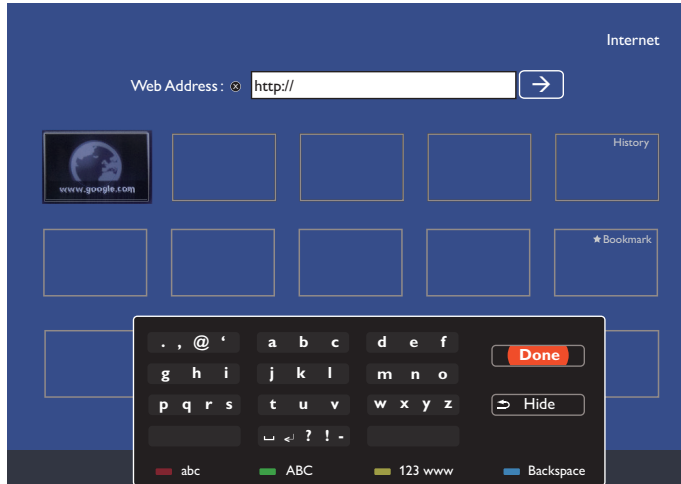 Internet
Web Address : ⊗ http:// →
www.google.com
History
★ Bookmark
. , @ ‘ a b c d e f
Done
g h i j k l m n o
p q r s t u v w x y z
Hide
␣ ↵ ? ! -
abc ABC 123 www Backspace